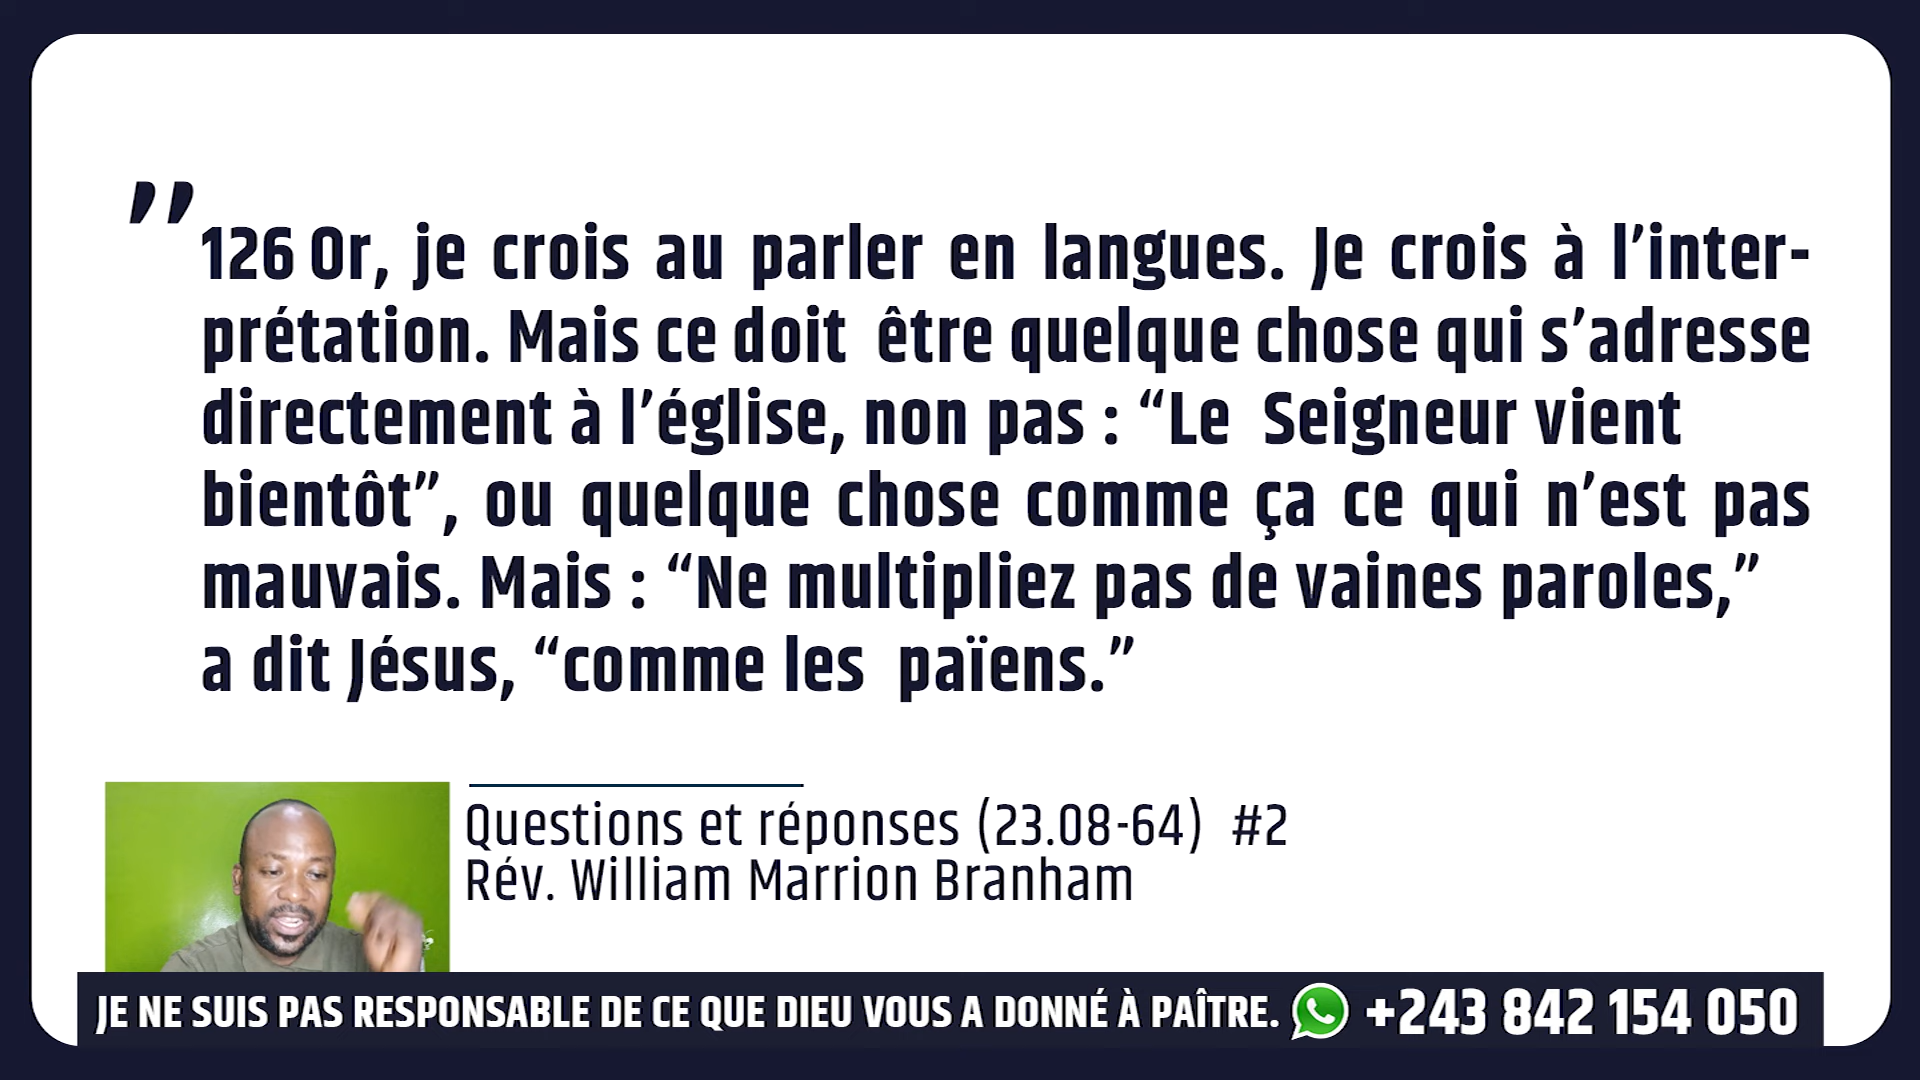 ”
126 Or, je crois au parler en langues. Je crois à l’inter-
prétation. Mais ce doit être quelque chose qui s’adresse
directement à l’église, non pas : “Le Seigneur vient
bientôt”, ou quelque chose comme ça ce qui n’est pas
mauvais. Mais : “Ne multipliez pas de vaines paroles,”
a dit Jésus, “comme les païens.”
Questions et réponses (23.08-64) #2
Rév. William Marrion Branham
JE NE SUIS PAS RESPONSABLE DE CE QUE DIEU VOUS A DONNÉ À PAÎTRE. +243 842 154 050